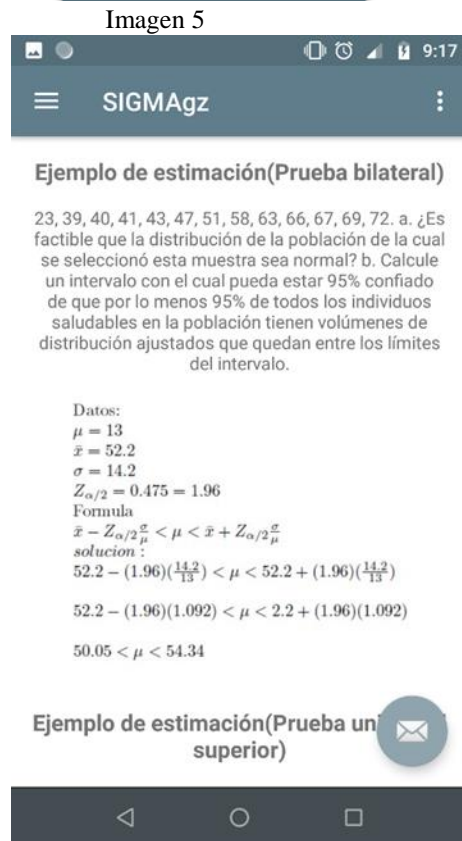 Imagen 5
9:17
SIGMAgz
Ejemplo de estimación(Prueba bilateral)
23, 39, 40, 41, 43, 47, 51, 58, 63, 66, 67, 69, 72. a. ¿Es
factible que la distribución de la población de la cual
se seleccionó esta muestra sea normal? b. Calcule
un intervalo con el cual pueda estar 95% confiado
de que por lo menos 95% de todos los individuos
saludables en la población tienen volúmenes de
distribución ajustados que quedan entre los límites
del intervalo.
Datos:
μ = 13
x̄ = 52.2
σ = 14.2
Z_{α/2} = 0.475 = 1.96
Formula
x̄ − Z_{α/2} σ/μ < μ < x̄ + Z_{α/2} σ/μ
solucion :
52.2 − (1.96)(14.2/13) < μ < 52.2 + (1.96)(14.2/13)
52.2 − (1.96)(1.092) < μ < 2.2 + (1.96)(1.092)
50.05 < μ < 54.34
Ejemplo de estimación(Prueba
superior)